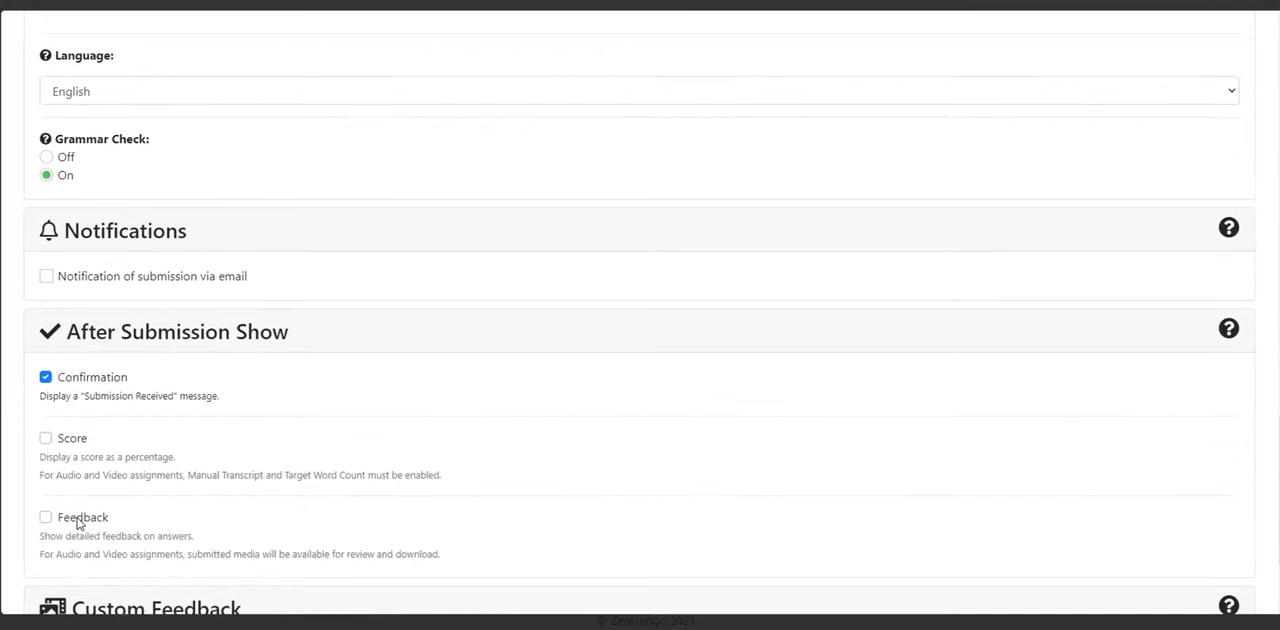 Language:
English
Grammar Check:
Off
On
Notifications
Notification of submission via email
After Submission Show
Confirmation
Display a "Submission Received" message.
Score
Display a score as a percentage.
For Audio and Video assignments, Manual Transcript and Target Word Count must be enabled.
Feedback
Show detailed feedback on answers.
For Audio and Video assignments, submitted media will be available for review and download.
Custom Feedback
© ZenGengo 2021